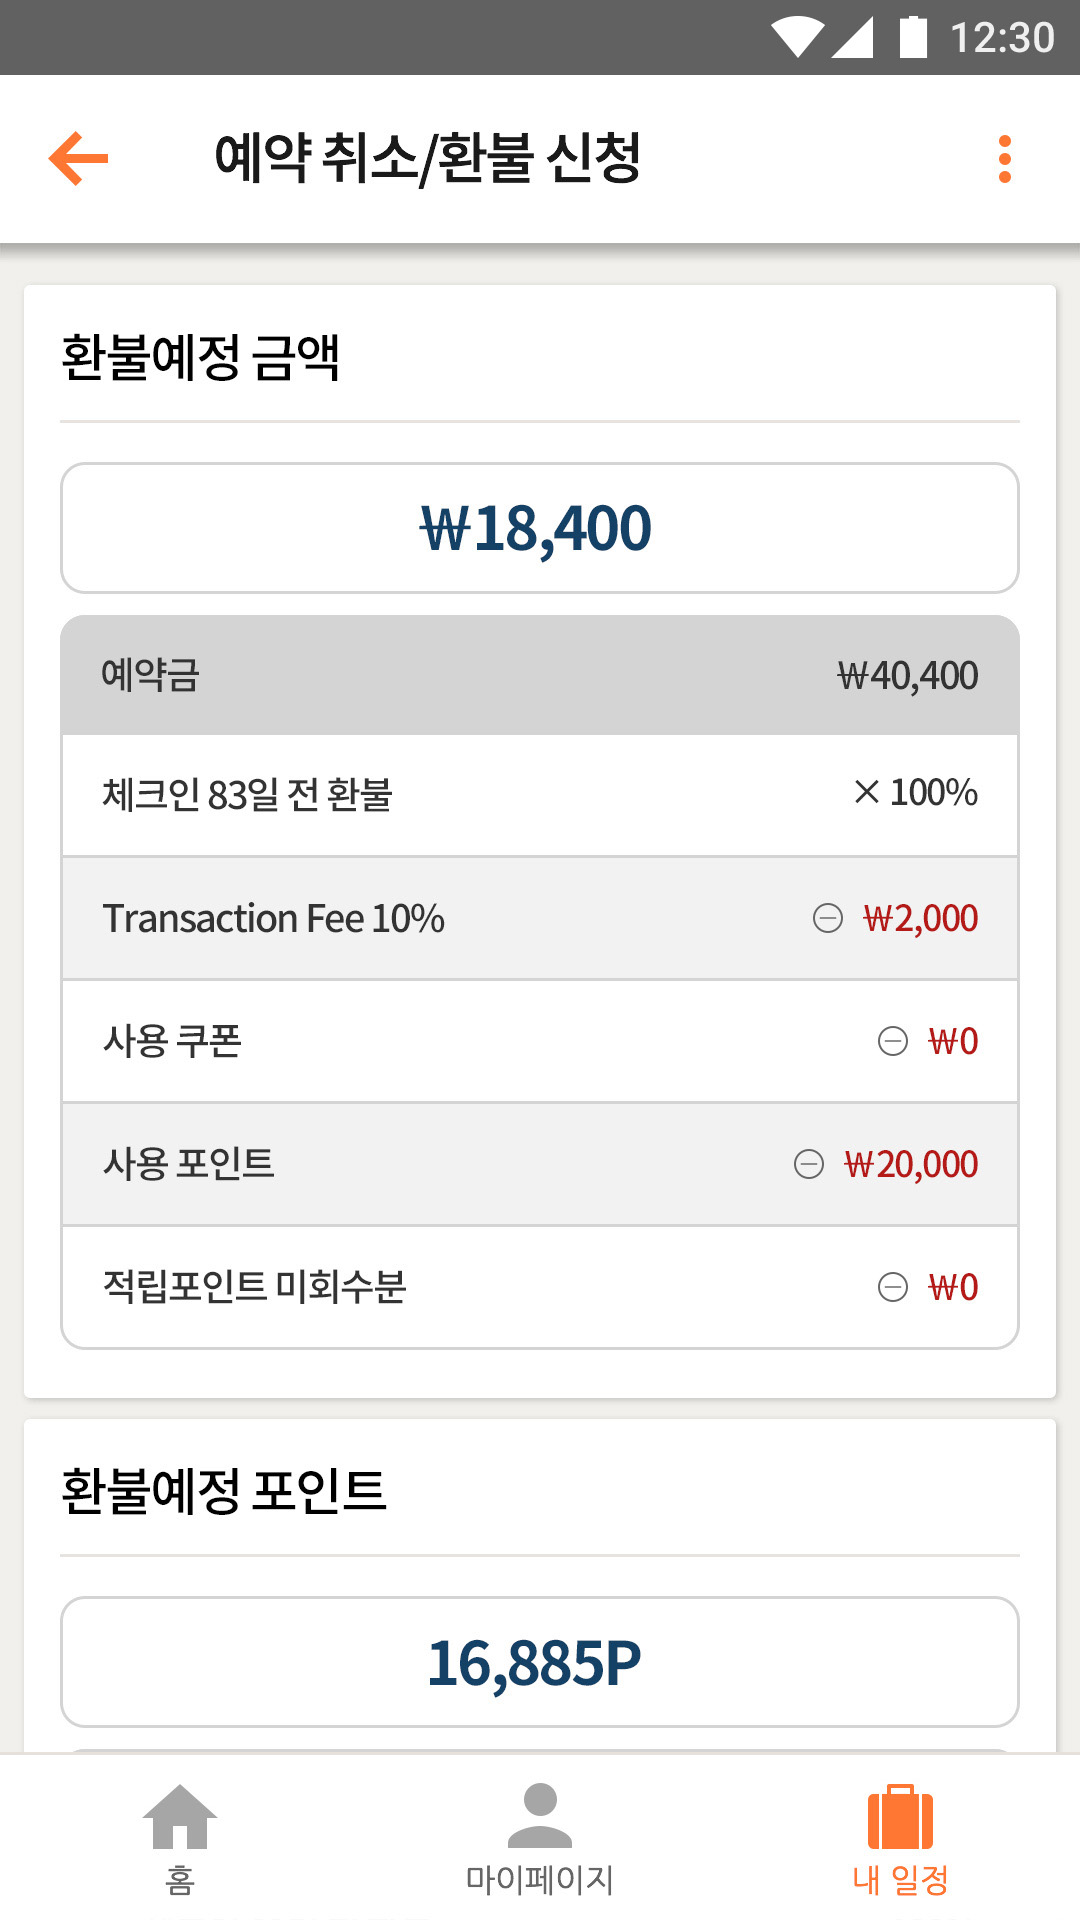 12:30
예약 취소/환불 신청
환불예정 금액
₩18,400
예약금 ₩40,400
체크인 83일 전 환불 × 100%
Transaction Fee 10% ⊖ ₩2,000
사용 쿠폰 ⊖ ₩0
사용 포인트 ⊖ ₩20,000
적립포인트 미회수분 ⊖ ₩0
환불예정 포인트
16,885P
홈 마이페이지 내 일정